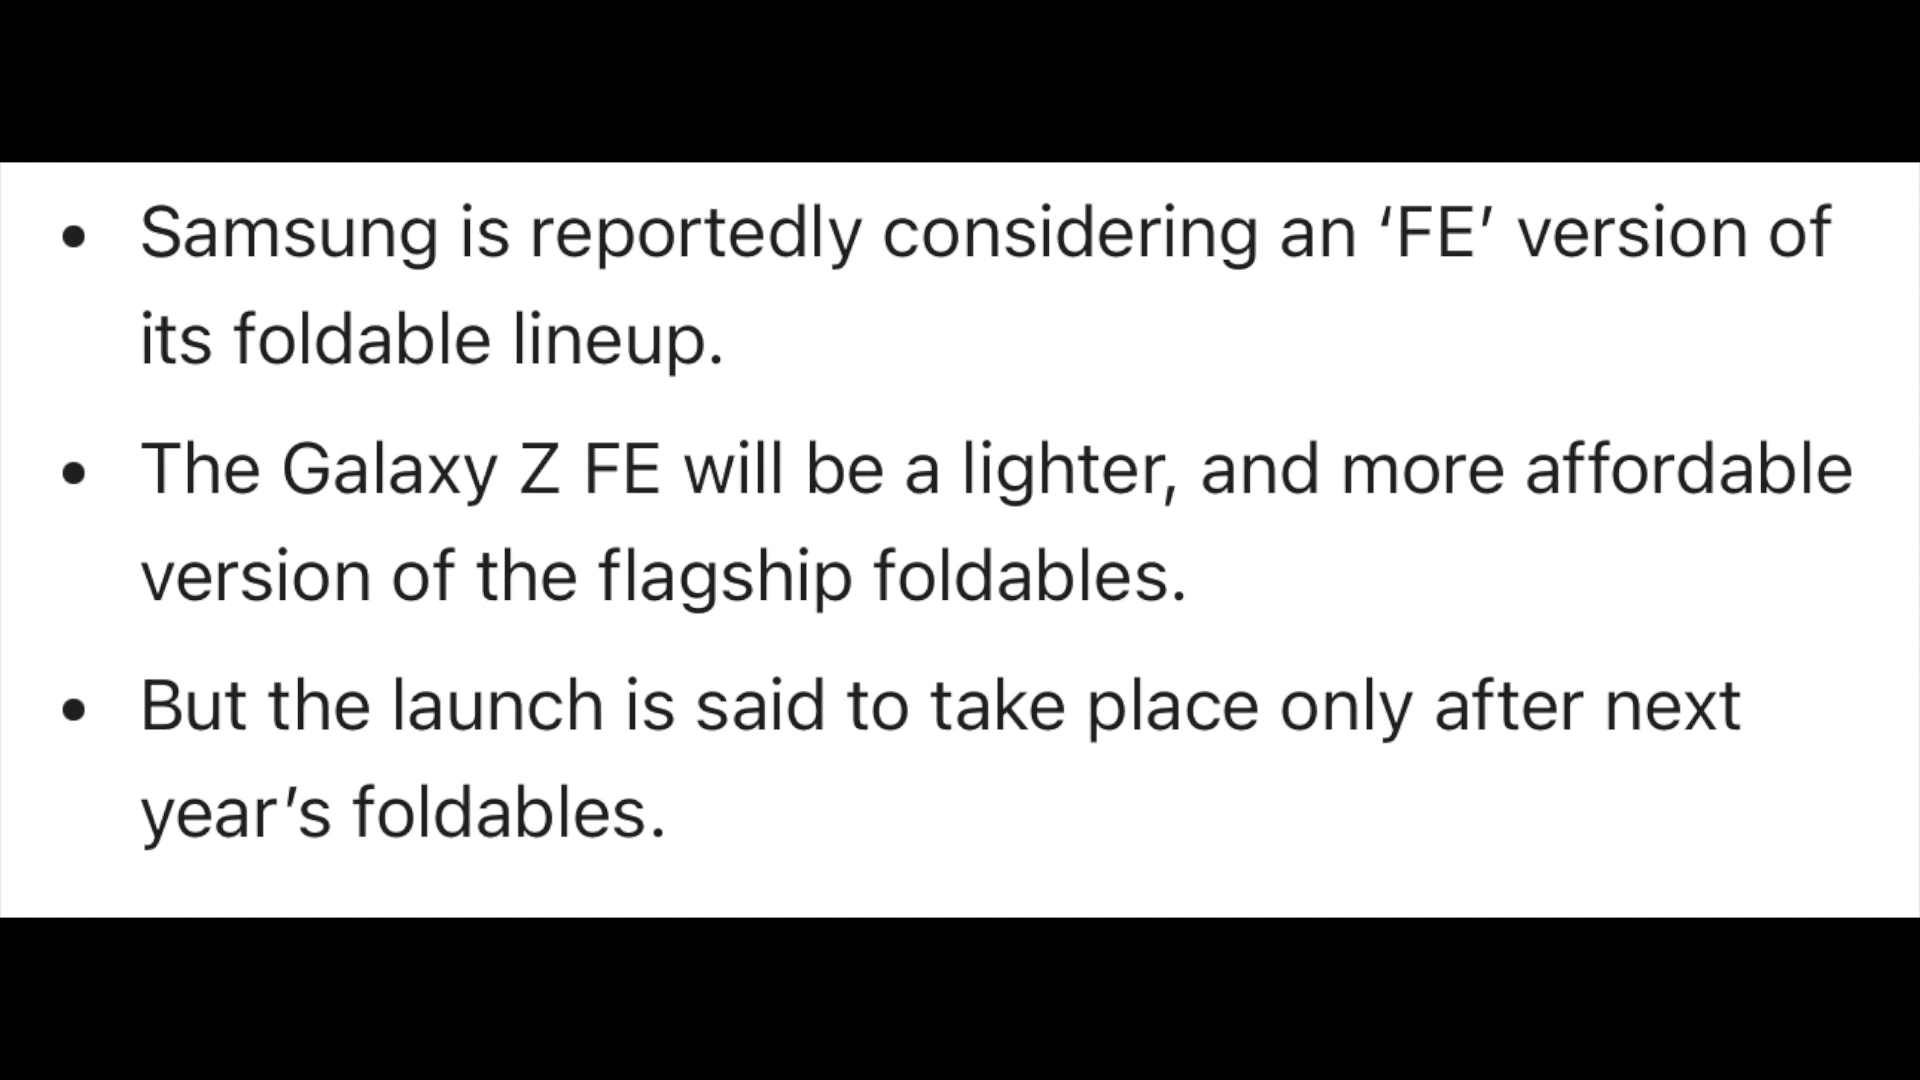 • Samsung is reportedly considering an ‘FE’ version of
its foldable lineup.
• The Galaxy Z FE will be a lighter, and more affordable
version of the flagship foldables.
• But the launch is said to take place only after next
year’s foldables.